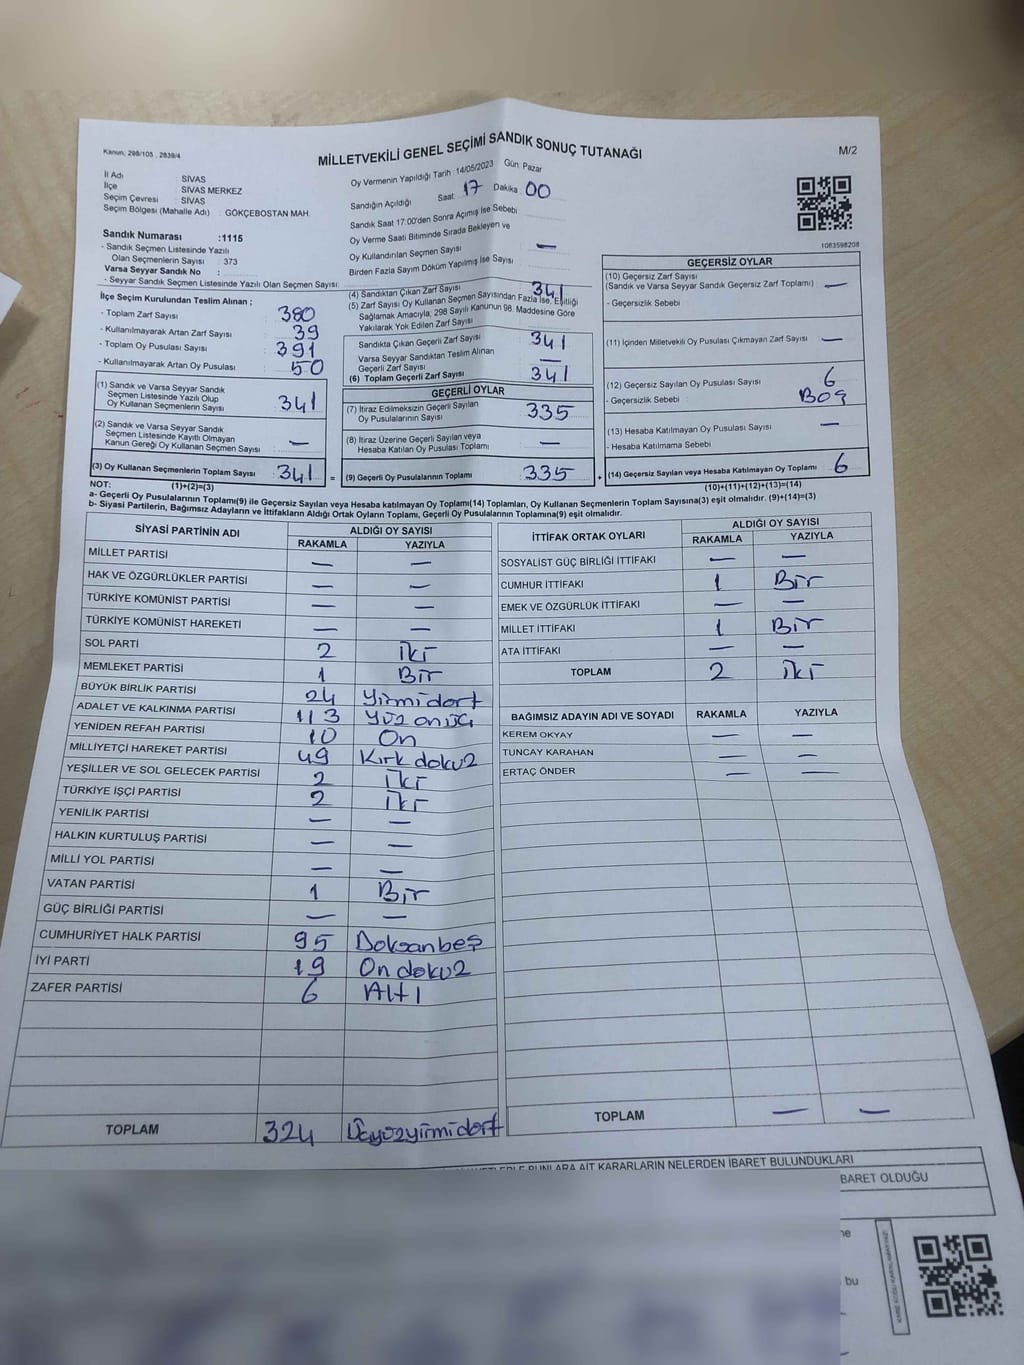 Kanun, 298/105 , 2839/4
MİLLETVEKİLİ GENEL SEÇİMİ SANDIK SONUÇ TUTANAĞI
M/2
İl Adı : SİVAS
İlçe : SİVAS MERKEZ
Seçim Çevresi : SİVAS
Seçim Bölgesi (Mahalle Adı) : GÖKÇEBOSTAN MAH.
Sandık Numarası :1115
- Sandık Seçmen Listesinde Yazılı
Olan Seçmenlerin Sayısı : 373
Varsa Seyyar Sandık No :
- Seyyar Sandık Seçmen Listesinde Yazılı Olan Seçmen Sayısı:
İlçe Seçim Kurulundan Teslim Alınan ;
- Toplam Zarf Sayısı : 380
- Kullanılmayarak Artan Zarf Sayısı : 39
- Toplam Oy Pusulası Sayısı : 391
- Kullanılmayarak Artan Oy Pusulası : 50
(1) Sandık ve Varsa Seyyar Sandık
Seçmen Listesinde Yazılı Olup
Oy Kullanan Seçmenlerin Sayısı : 341
(2) Sandık ve Varsa Seyyar Sandık
Seçmen Listesinde Kayıtlı Olmayan
Kanun Gereği Oy Kullanan Seçmen Sayısı : —
(3) Oy Kullanan Seçmenlerin Toplam Sayısı : 341 =
Oy Vermenin Yapıldığı Tarih : 14/05/2023 Gün: Pazar
Sandığın Açıldığı Saat: 17 Dakika 00
Sandık Saat 17:00'den Sonra Açımış İse Sebebi
Oy Verme Saati Bitiminde Sırada Bekleyen ve
Oy Kullandırılan Seçmen Sayısı : —
Birden Fazla Sayım Döküm Yapılmış İse Sayısı
(4) Sandıktan Çıkan Zarf Sayısı : 341
(5) Zarf Sayısı Oy Kullanan Seçmen Sayısından Fazla İse, Eşitliği
Sağlamak Amacıyla; 298 Sayılı Kanunun 98. Maddesine Göre
Yakılarak Yok Edilen Zarf Sayısı
Sandıkta Çıkan Geçerli Zarf Sayısı : 341
Varsa Seyyar Sandıktan Teslim Alınan
Geçerli Zarf Sayısı : —
(6) Toplam Geçerli Zarf Sayısı : 341
GEÇERLİ OYLAR
(7) İtiraz Edilmeksizin Geçerli Sayılan
Oy Pusulalarının Sayısı : 335
(8) İtiraz Üzerine Geçerli Sayılan veya
Hesaba Katılan Oy Pusulası Toplamı : —
(9) Geçerli Oy Pusulalarının Toplamı : 335 +
1083598208
GEÇERSİZ OYLAR
(10) Geçersiz Zarf Sayısı
(Sandık ve Varsa Seyyar Sandık Geçersiz Zarf Toplamı) : —
- Geçersizlik Sebebi :
(11) İçinden Milletvekili Oy Pusulası Çıkmayan Zarf Sayısı : —
(12) Geçersiz Sayılan Oy Pusulası Sayısı : 6
- Geçersizlik Sebebi : Boş
(13) Hesaba Katılmayan Oy Pusulası Sayısı : —
- Hesaba Katılmama Sebebi :
(14) Geçersiz Sayılan veya Hesaba Katılmayan Oy Toplamı : 6
NOT: (1)+(2)=(3) (10)+(11)+(12)+(13)=(14)
a- Geçerli Oy Pusulalarının Toplamı(9) ile Geçersiz Sayılan veya Hesaba katılmayan Oy Toplamı(14) Toplamları, Oy Kullanan Seçmenlerin Toplam Sayısına(3) eşit olmalıdır. (9)+(14)=(3)
b- Siyasi Partilerin, Bağımsız Adayların ve İttifakların Aldığı Ortak Oyların Toplamı, Geçerli Oy Pusulalarının Toplamına(9) eşit olmalıdır.
SİYASİ PARTİNİN ADI ALDIĞI OY SAYISI
RAKAMLA YAZIYLA
MİLLET PARTİSİ — —
HAK VE ÖZGÜRLÜKLER PARTİSİ — —
TÜRKİYE KOMÜNİST PARTİSİ — —
TÜRKİYE KOMÜNİST HAREKETİ — —
SOL PARTİ 2 İki
MEMLEKET PARTİSİ 1 Bir
BÜYÜK BİRLİK PARTİSİ 24 Yirmidört
ADALET VE KALKINMA PARTİSİ 113 Yüz onüç
YENİDEN REFAH PARTİSİ 10 On
MİLLİYETÇİ HAREKET PARTİSİ 49 Kırk dokuz
YEŞİLLER VE SOL GELECEK PARTİSİ 2 İki
TÜRKİYE İŞÇİ PARTİSİ 2 İki
YENİLİK PARTİSİ — —
HALKIN KURTULUŞ PARTİSİ — —
MİLLİ YOL PARTİSİ — —
VATAN PARTİSİ 1 Bir
GÜÇ BİRLİĞİ PARTİSİ — —
CUMHURİYET HALK PARTİSİ 95 Doksanbeş
İYİ PARTİ 19 On dokuz
ZAFER PARTİSİ 6 Altı
TOPLAM 324 Üçyüzyirmidört
İTTİFAK ORTAK OYLARI ALDIĞI OY SAYISI
RAKAMLA YAZIYLA
SOSYALİST GÜÇ BİRLİĞİ İTTİFAKI — —
CUMHUR İTTİFAKI 1 Bir
EMEK VE ÖZGÜRLÜK İTTİFAKI — —
MİLLET İTTİFAKI 1 Bir
ATA İTTİFAKI — —
TOPLAM 2 İki
BAĞIMSIZ ADAYIN ADI VE SOYADI RAKAMLA YAZIYLA
KEREM OKYAY — —
TUNCAY KARAHAN — —
ERTAÇ ÖNDER — —
TOPLAM — —
BUNLARA AİT KARARLARIN NELERDEN İBARET BULUNDUKLARI
BARET OLDUĞU
ne
bu